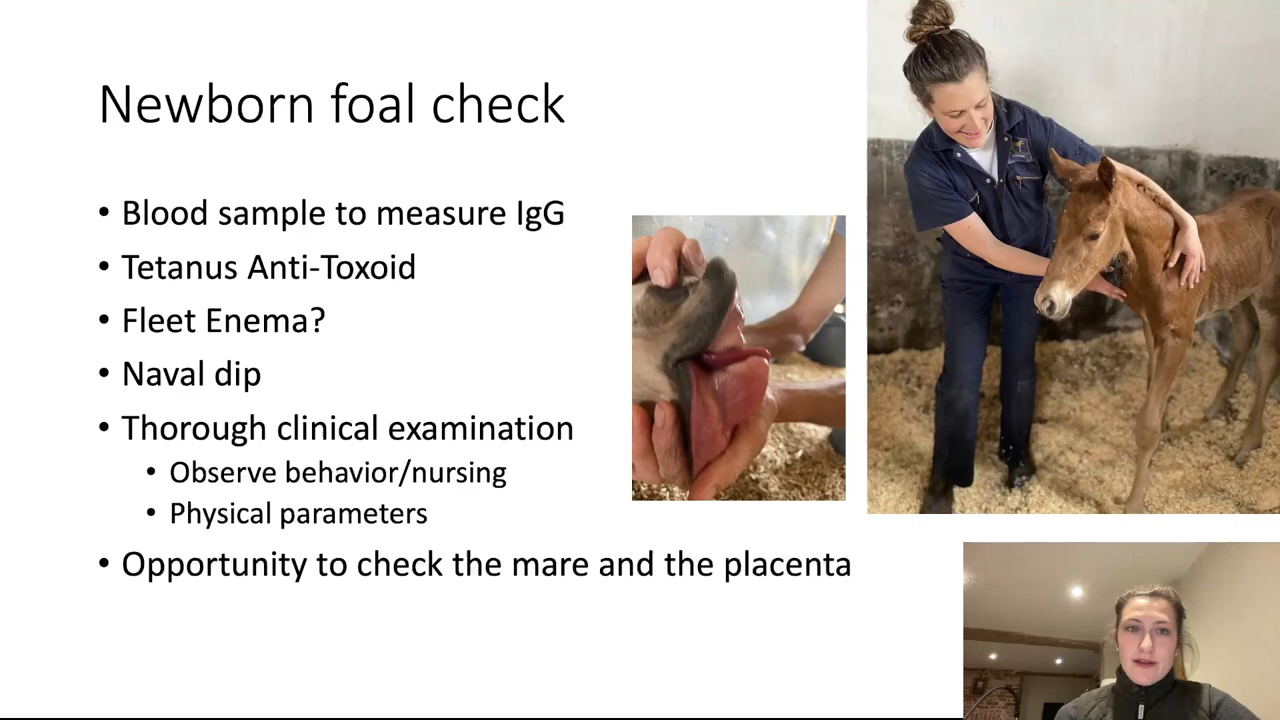 Newborn foal check
• Blood sample to measure IgG
• Tetanus Anti-Toxoid
• Fleet Enema?
• Naval dip
• Thorough clinical examination
• Observe behavior/nursing
• Physical parameters
• Opportunity to check the mare and the placenta